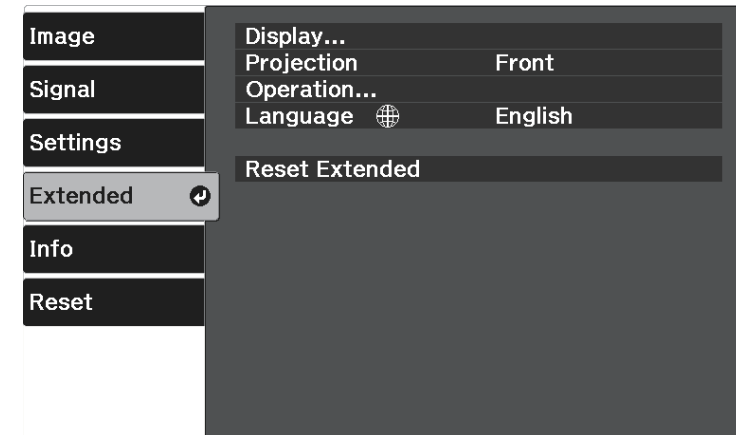 Image
Signal
Settings
Extended
Info
Reset
Display...
Projection Front
Operation...
Language English
Reset Extended